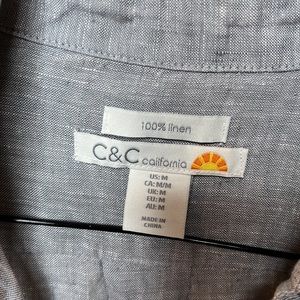 100% linen
C&C california
US: M
CA: M/M
UK: M
EU: M
AU: M
MADE IN
CHINA